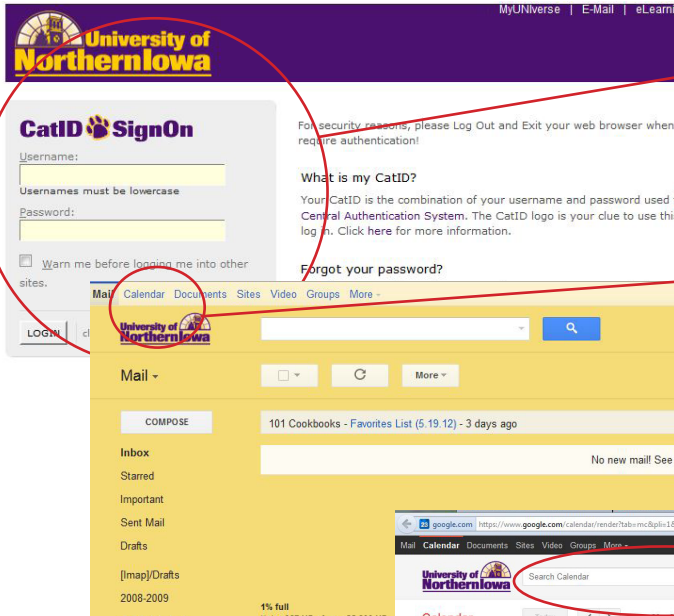 MyUNIverse | E-Mail | eLearni
University of
Northern Iowa
CatID SignOn
Username:
Usernames must be lowercase
Password:
Warn me before logging me into other
sites.
LOGIN cl
For security reasons, please Log Out and Exit your web browser when
require authentication!
What is my CatID?
Your CatID is the combination of your username and password used
Central Authentication System. The CatID logo is your clue to use thi
log in. Click here for more information.
Forgot your password?
Mail Calendar Documents Sites Video Groups More
University of
Northern Iowa
Mail
More
COMPOSE
101 Cookbooks - Favorites List (5.19.12) - 3 days ago
Inbox
No new mail! See
Starred
Important
Sent Mail
Drafts
[Imap]/Drafts
2008-2009
1% full
23 google.com https://www.google.com/calendar/render?tab=mc&pli=1&
Mail Calendar Documents Sites Video Groups More
University of
Northern Iowa
Search Calendar
Calendar